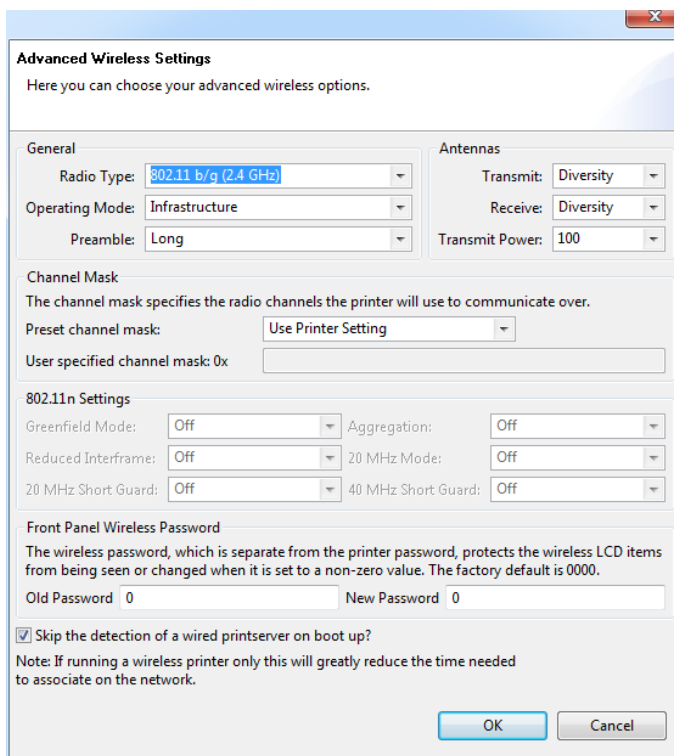 Advanced Wireless Settings
Here you can choose your advanced wireless options.
General
Radio Type: 802.11 b/g (2.4 GHz)
Operating Mode: Infrastructure
Preamble: Long
Antennas
Transmit: Diversity
Receive: Diversity
Transmit Power: 100
Channel Mask
The channel mask specifies the radio channels the printer will use to communicate over.
Preset channel mask: Use Printer Setting
User specified channel mask: 0x
802.11n Settings
Greenfield Mode: Off Aggregation: Off
Reduced Interframe: Off 20 MHz Mode: Off
20 MHz Short Guard: Off 40 MHz Short Guard: Off
Front Panel Wireless Password
The wireless password, which is separate from the printer password, protects the wireless LCD items
from being seen or changed when it is set to a non-zero value. The factory default is 0000.
Old Password 0 New Password 0
Skip the detection of a wired printserver on boot up?
Note: If running a wireless printer only this will greatly reduce the time needed
to associate on the network.
OK Cancel